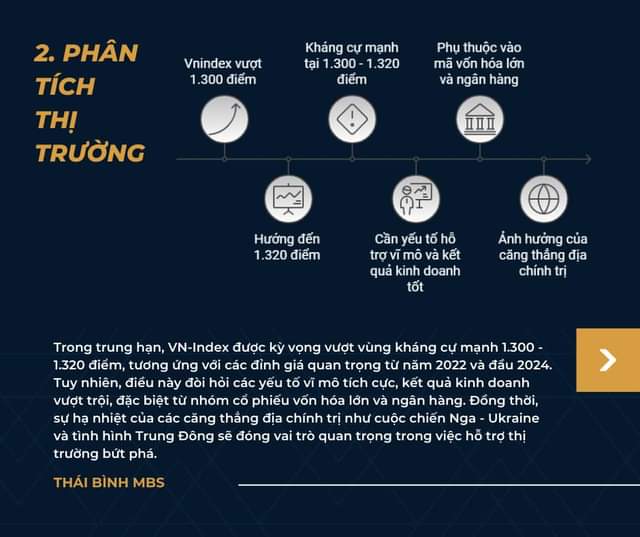 2. PHÂN
TÍCH
THỊ
TRƯỜNG
Vnindex vượt
1.300 điểm
Kháng cự mạnh
tại 1.300 - 1.320
điểm
Phụ thuộc vào
mã vốn hóa lớn
và ngân hàng
Hướng đến
1.320 điểm
Cần yếu tố hỗ
trợ vĩ mô và kết
quả kinh doanh
tốt
Ảnh hưởng của
căng thẳng địa
chính trị
Trong trung hạn, VN-Index được kỳ vọng vượt vùng kháng cự mạnh 1.300 -
1.320 điểm, tương ứng với các đỉnh giá quan trọng từ năm 2022 và đầu 2024.
Tuy nhiên, điều này đòi hỏi các yếu tố vĩ mô tích cực, kết quả kinh doanh
vượt trội, đặc biệt từ nhóm cổ phiếu vốn hóa lớn và ngân hàng. Đồng thời,
sự hạ nhiệt của các căng thẳng địa chính trị như cuộc chiến Nga - Ukraine
và tình hình Trung Đông sẽ đóng vai trò quan trọng trong việc hỗ trợ thị
trường bứt phá.
THÁI BÌNH MBS